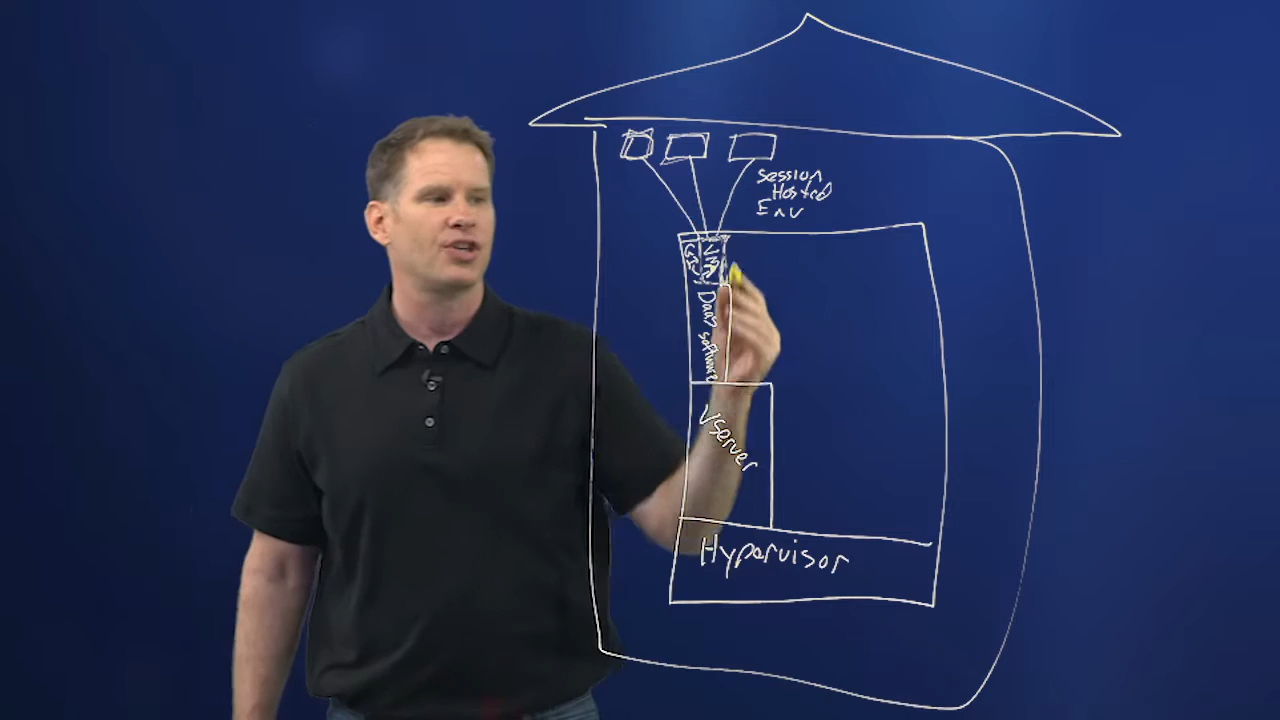 Session
Hosted
Env
DaaS software
Vserver
Hypervisor